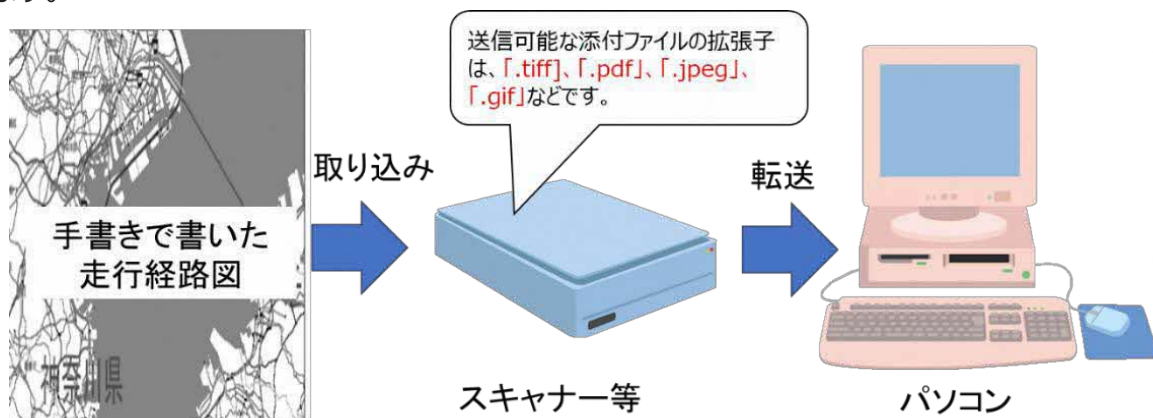 ます。
送信可能な添付ファイルの拡張子
は、「.tiff]、「.pdf」、「.jpeg」、
「.gif」などです。
取り込み
転送
手書きで書いた
走行経路図
神奈川県
スキャナー等
パソコン